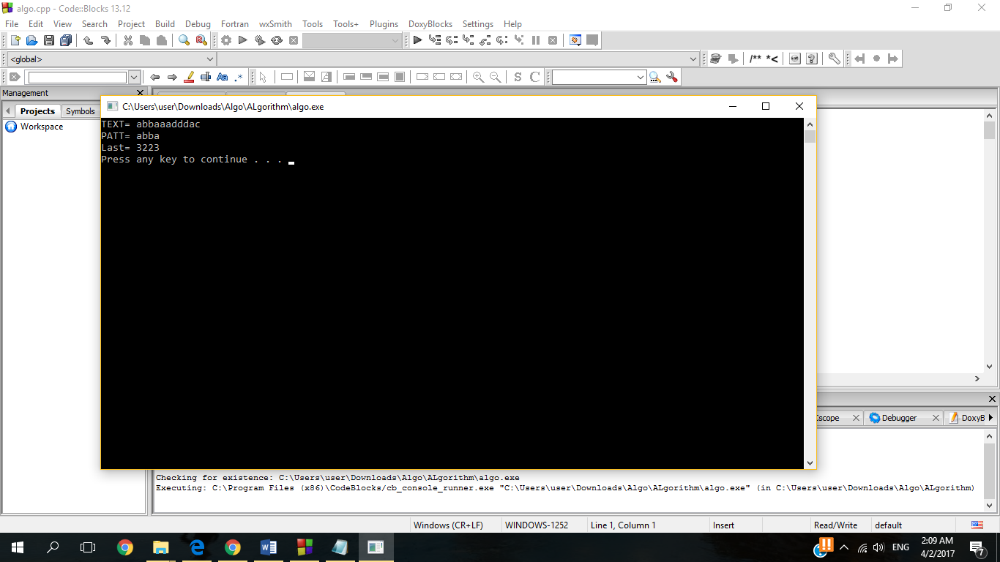 algo.cpp - Code::Blocks 13.12
File Edit View Search Project Build Debug Fortran wxSmith Tools Tools+ Plugins DoxyBlocks Settings Help
<global>
/** *<
Aa .*
S C
Management
Projects Symbols
Workspace
C:\Users\user\Downloads\Algo\ALgorithm\algo.exe
TEXT= abbaaadddac
PATT= abba
Last= 3223
Press any key to continue . . .
Cscope Debugger DoxyB
Checking for existence: C:\Users\user\Downloads\Algo\ALgorithm\algo.exe
Executing: C:\Program Files (x86)\CodeBlocks/cb_console_runner.exe "C:\Users\user\Downloads\Algo\ALgorithm\algo.exe" (in C:\Users\user\Downloads\Algo\ALgorithm)
Windows (CR+LF) WINDOWS-1252 Line 1, Column 1 Insert Read/Write default
ENG
2:09 AM
4/2/2017
7